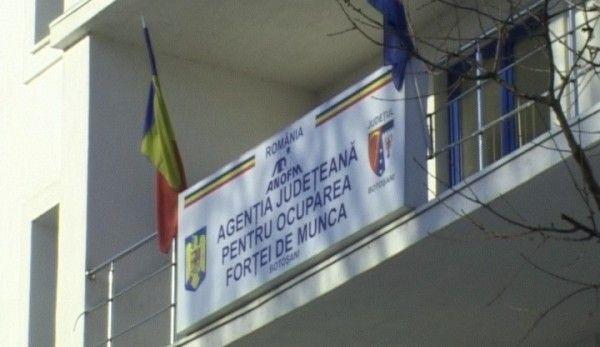 ROMÂNIA
ANOFM
AGENȚIA JUDEȚEANĂ
PENTRU OCUPAREA
FORȚEI DE MUNCA
BOTOȘANI
JUDEȚUL
BOTOȘANI